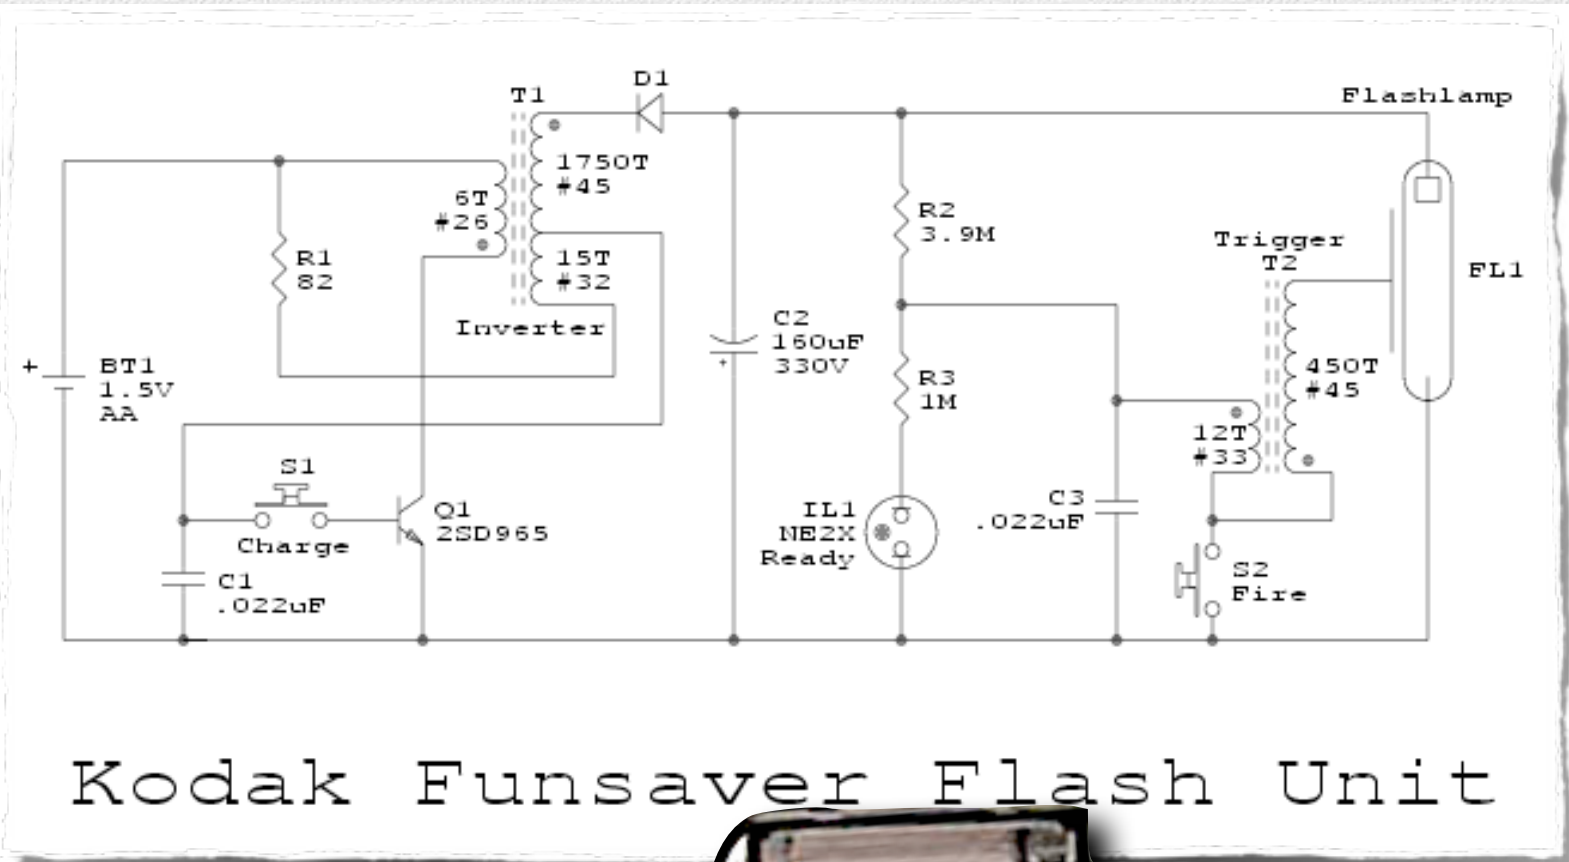 D1
T1
Flashlamp
1750T
#45
6T
#26
R2
3.9M
R1
82
15T
#32
Trigger
T2
FL1
Inverter
C2
160uF
330V
+
+
BT1
1.5V
AA
R3
1M
450T
#45
12T
#33
S1
Charge
Q1
2SD965
IL1
NE2X
Ready
C3
.022uF
S2
Fire
C1
.022uF
Kodak Funsaver Flash Unit